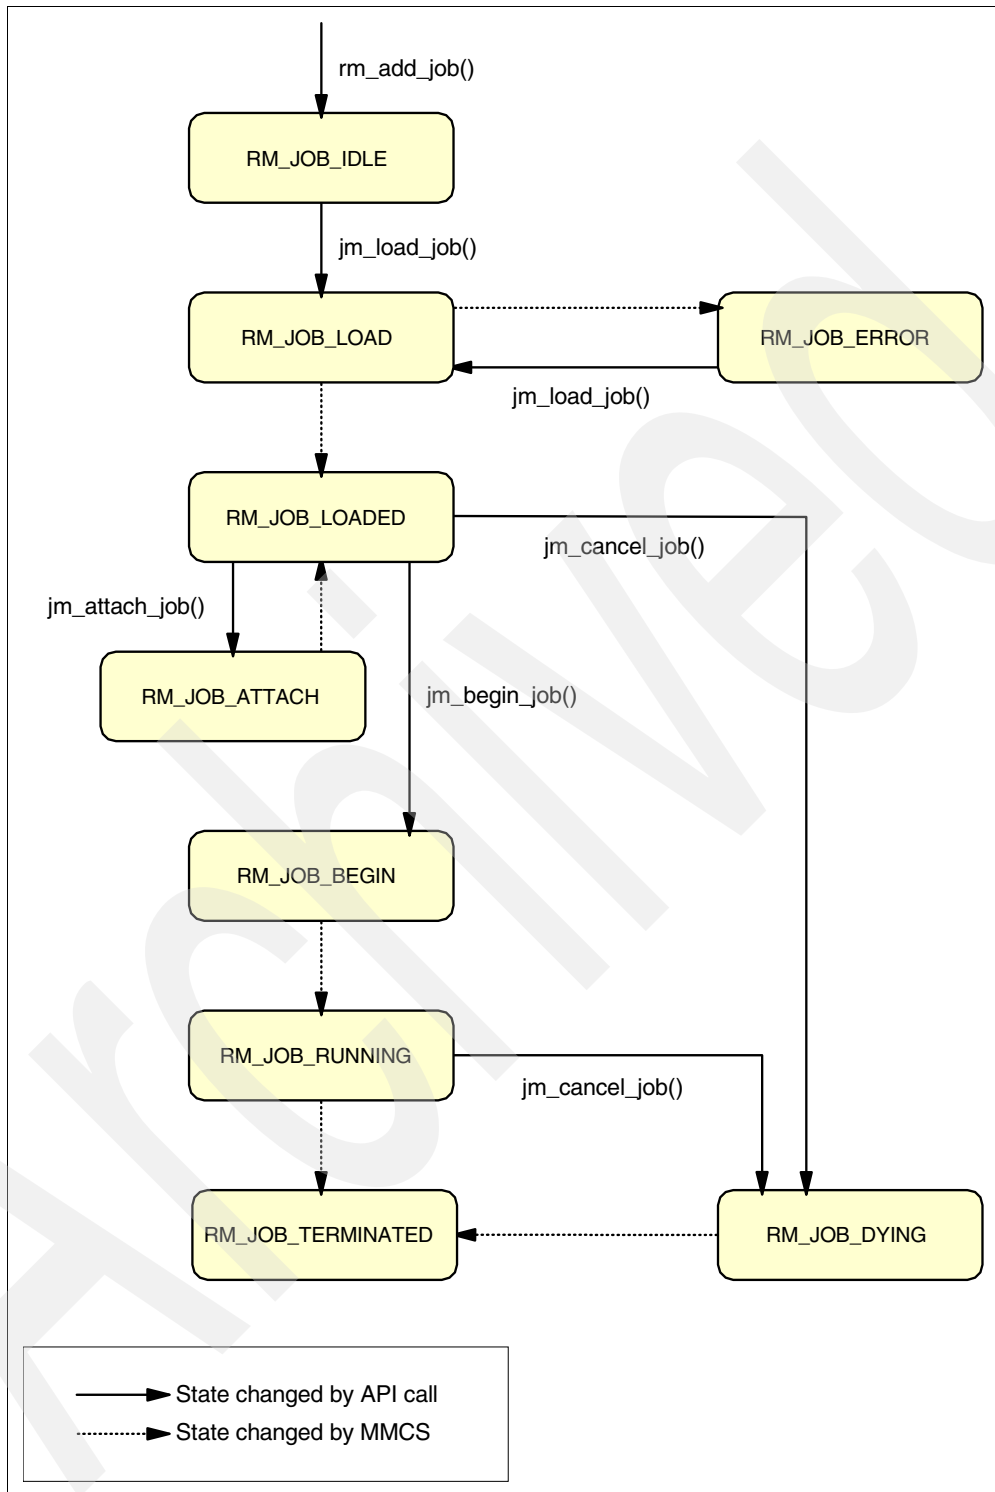 rm_add_job()
RM_JOB_IDLE
jm_load_job()
RM_JOB_LOAD
RM_JOB_ERROR
jm_load_job()
RM_JOB_LOADED
jm_cancel_job()
jm_attach_job()
RM_JOB_ATTACH
jm_begin_job()
RM_JOB_BEGIN
RM_JOB_RUNNING
jm_cancel_job()
RM_JOB_TERMINATED
RM_JOB_DYING
State changed by API call
State changed by MMCS
Archived